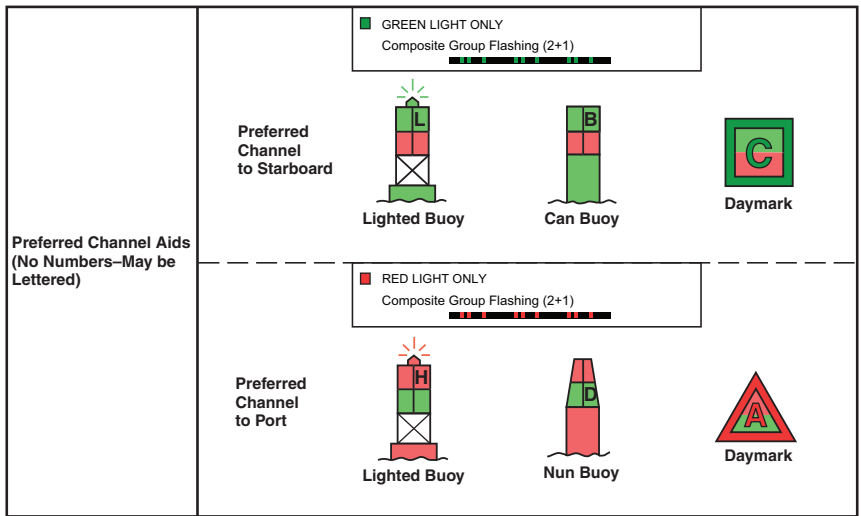 GREEN LIGHT ONLY
Composite Group Flashing (2+1)
Preferred
Channel
to Starboard
L
B
C
Lighted Buoy
Can Buoy
Daymark
Preferred Channel Aids
(No Numbers–May be
Lettered)
RED LIGHT ONLY
Composite Group Flashing (2+1)
Preferred
Channel
to Port
H
D
A
Lighted Buoy
Nun Buoy
Daymark